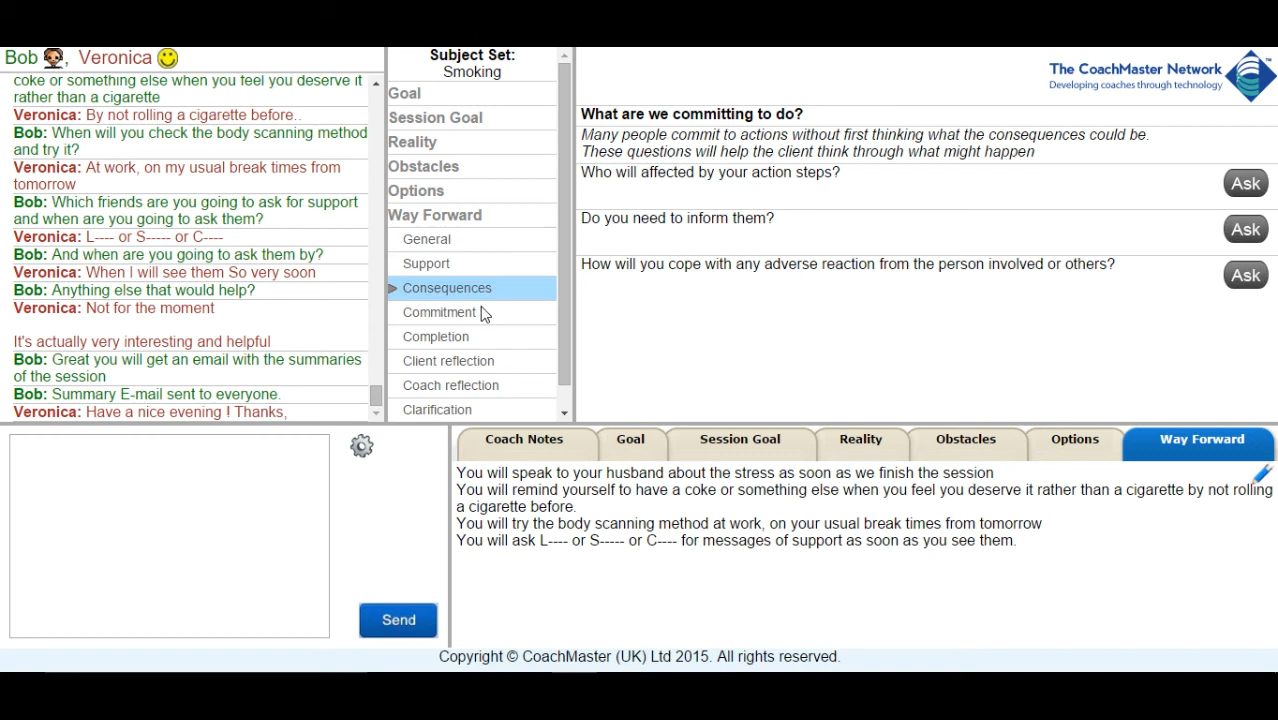 Bob , Veronica
coke or something else when you feel you deserve it
rather than a cigarette
Veronica: By not rolling a cigarette before..
Bob: When will you check the body scanning method
and try it?
Veronica: At work, on my usual break times from
tomorrow
Bob: Which friends are you going to ask for support
and when are you going to ask them?
Veronica: L---- or S----- or C----
Bob: And when are you going to ask them by?
Veronica: When I will see them So very soon
Bob: Anything else that would help?
Veronica: Not for the moment
It's actually very interesting and helpful
Bob: Great you will get an email with the summaries
of the session
Bob: Summary E-mail sent to everyone.
Veronica: Have a nice evening ! Thanks,
Subject Set:
Smoking
Goal
Session Goal
Reality
Obstacles
Options
Way Forward
General
Support
Consequences
Commitment
Completion
Client reflection
Coach reflection
Clarification
The CoachMaster Network
TM
Developing coaches through technology
What are we committing to do?
Many people commit to actions without first thinking what the consequences could be.
These questions will help the client think through what might happen
Who will affected by your action steps?
Ask
Do you need to inform them?
Ask
How will you cope with any adverse reaction from the person involved or others?
Ask
Send
Coach Notes
Goal
Session Goal
Reality
Obstacles
Options
Way Forward
You will speak to your husband about the stress as soon as we finish the session
You will remind yourself to have a coke or something else when you feel you deserve it rather than a cigarette by not rolling
a cigarette before.
You will try the body scanning method at work, on your usual break times from tomorrow
You will ask L---- or S----- or C---- for messages of support as soon as you see them.
Copyright © CoachMaster (UK) Ltd 2015. All rights reserved.